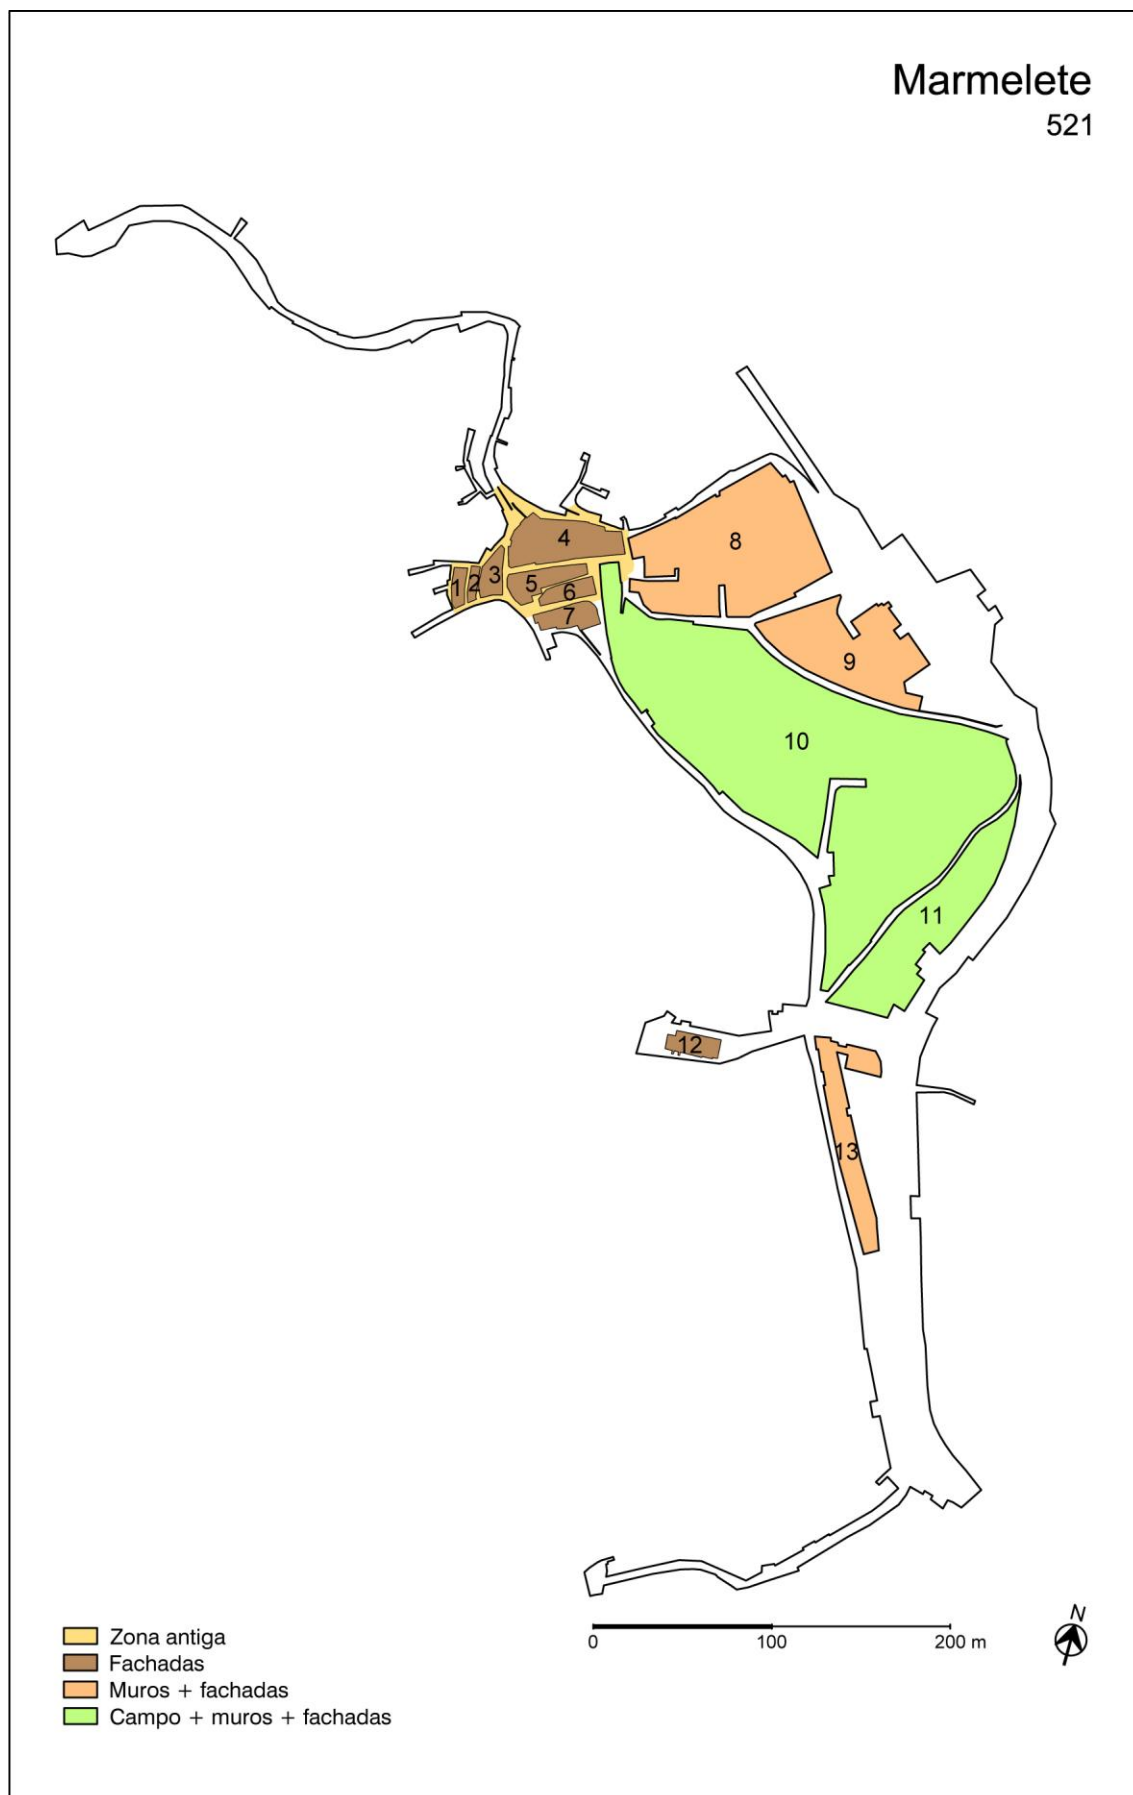 Marmelete
521
4
8
3
5
1
2
6
7
9
10
11
12
13
Zona antiga
Fachadas
Muros + fachadas
Campo + muros + fachadas
0 100 200 m
N